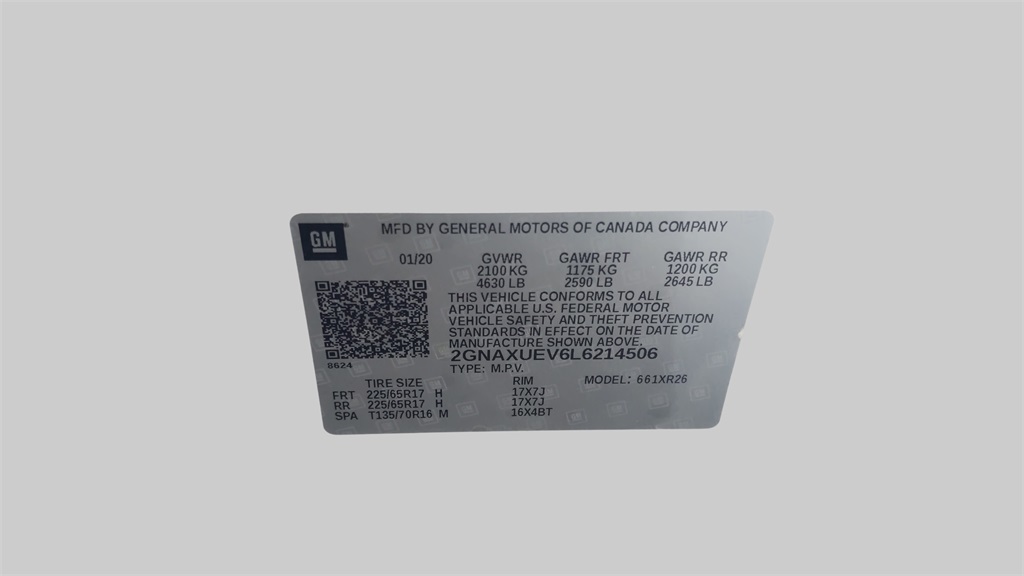 GM
MFD BY GENERAL MOTORS OF CANADA COMPANY
01/20 GVWR GAWR FRT GAWR RR
2100 KG 1175 KG 1200 KG
4630 LB 2590 LB 2645 LB
THIS VEHICLE CONFORMS TO ALL
APPLICABLE U.S. FEDERAL MOTOR
VEHICLE SAFETY AND THEFT PREVENTION
STANDARDS IN EFFECT ON THE DATE OF
MANUFACTURE SHOWN ABOVE.
2GNAXUEV6L6214506
8624
TYPE: M.P.V.
TIRE SIZE RIM MODEL: 661XR26
FRT 225/65R17 H 17X7J
RR 225/65R17 H 17X7J
SPA T135/70R16 M 16X4BT